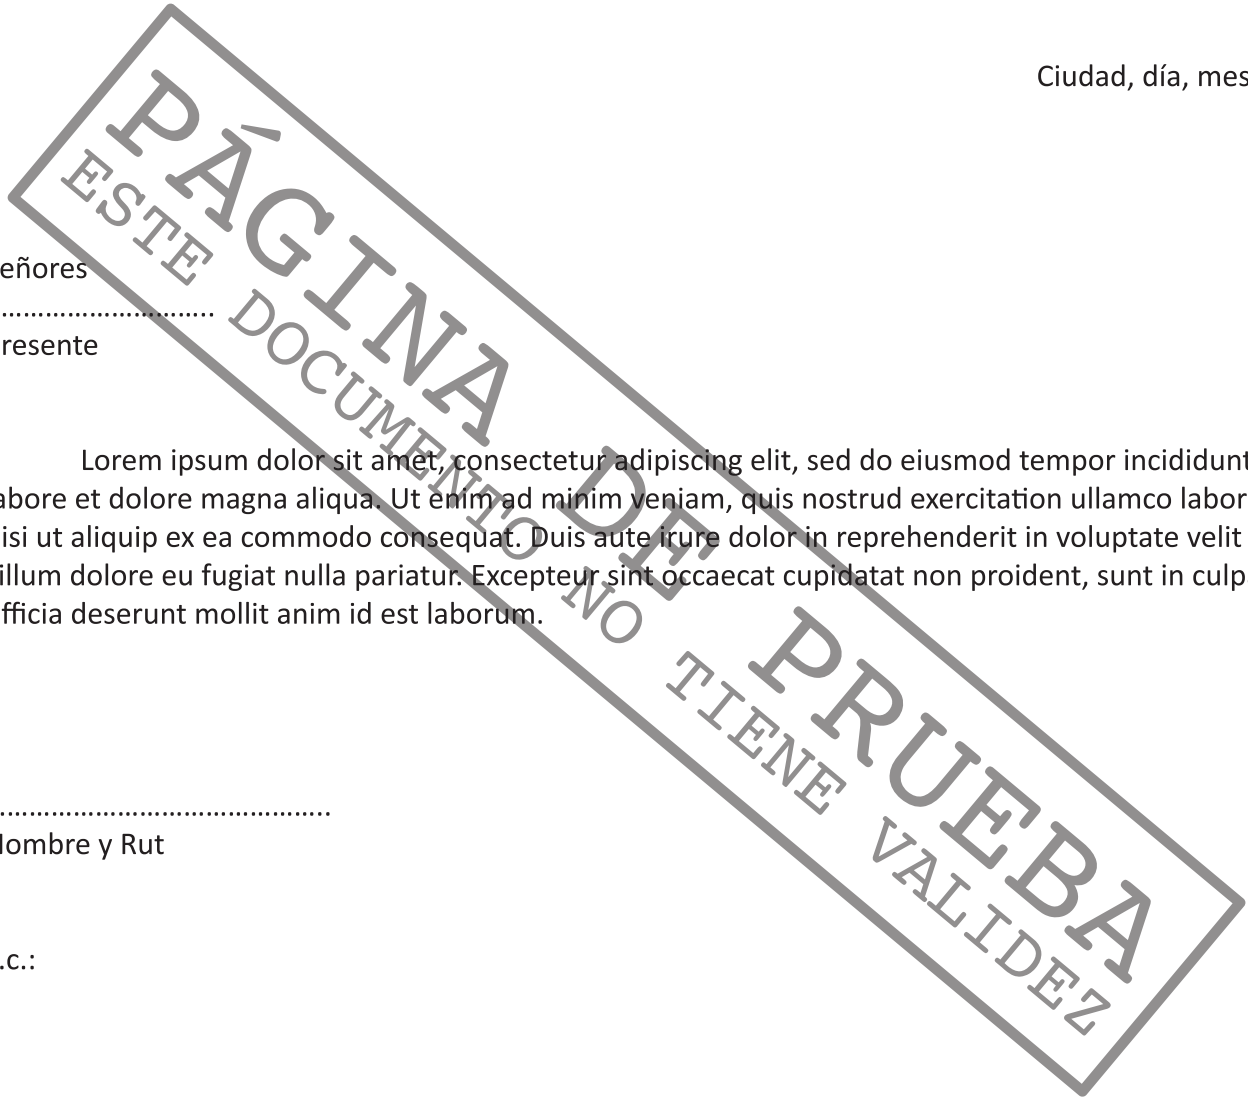 Ciudad, día, mes
PÁGINA DE PRUEBA
ESTE DOCUMENTO NO TIENE VALIDEZ
eñores
.................................
resente
Lorem ipsum dolor sit amet, consectetur adipiscing elit, sed do eiusmod tempor incididunt
abore et dolore magna aliqua. Ut enim ad minim veniam, quis nostrud exercitation ullamco labor
isi ut aliquip ex ea commodo consequat. Duis aute irure dolor in reprehenderit in voluptate velit
illum dolore eu fugiat nulla pariatur. Excepteur sint occaecat cupidatat non proident, sunt in culp
fficia deserunt mollit anim id est laborum.
..................................................
ombre y Rut
.c.: